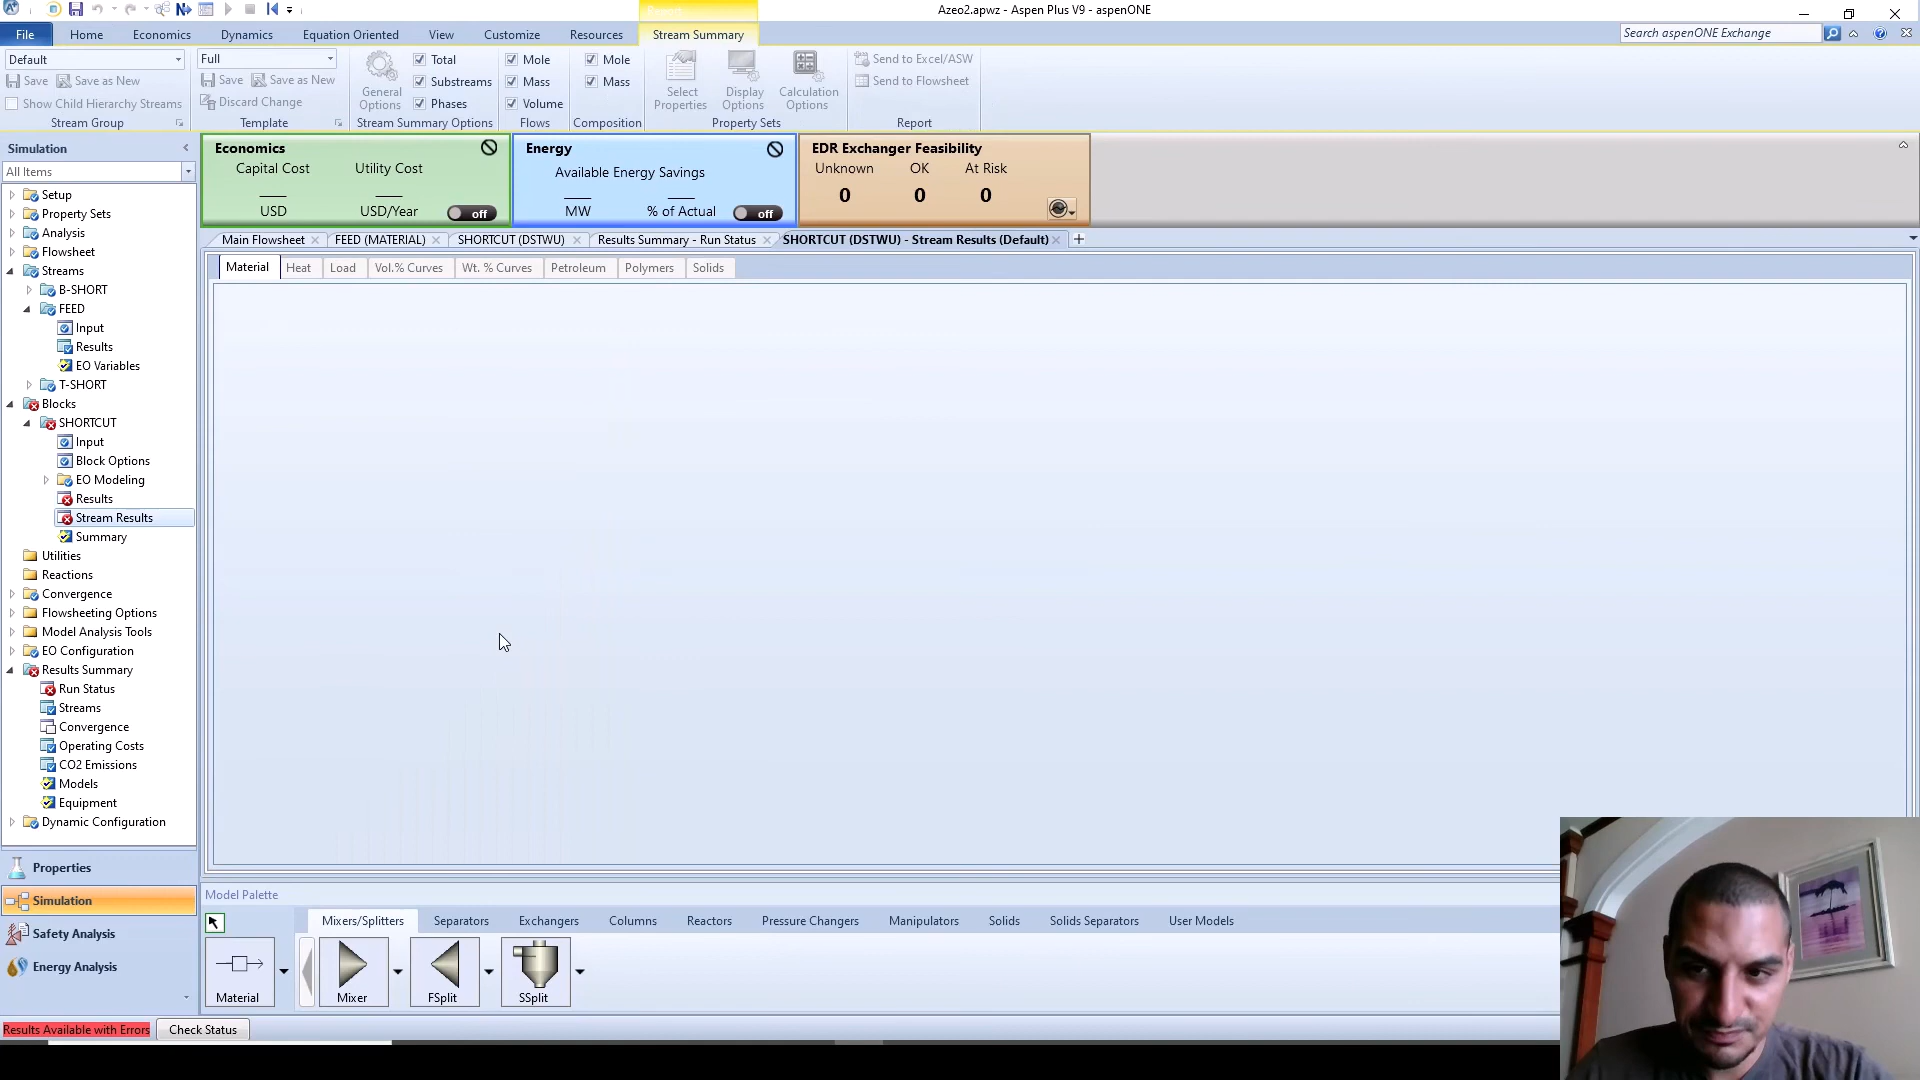 Azeo2.apwz - Aspen Plus V9 - aspenONE
File Home Economics Dynamics Equation Oriented View Customize Resources Stream Summary
Search aspenONE Exchange
Default
Save Save as New
Show Child Hierarchy Streams
Stream Group
Full
Save Save as New
Discard Change
Template
General Options
Total
Substreams
Phases
Stream Summary Options
Mole
Mass
Volume
Flows
Mole
Mass
Composition
Select Properties
Display Options
Calculation Options
Property Sets
Send to Excel/ASW
Send to Flowsheet
Report
Simulation
All Items
Setup
Property Sets
Analysis
Flowsheet
Streams
B-SHORT
FEED
Input
Results
EO Variables
T-SHORT
Blocks
SHORTCUT
Input
Block Options
EO Modeling
Results
Stream Results
Summary
Utilities
Reactions
Convergence
Flowsheeting Options
Model Analysis Tools
EO Configuration
Results Summary
Run Status
Streams
Convergence
Operating Costs
CO2 Emissions
Models
Equipment
Dynamic Configuration
Properties
Simulation
Safety Analysis
Energy Analysis
Economics
Capital Cost Utility Cost
USD USD/Year off
Energy
Available Energy Savings
MW % of Actual off
EDR Exchanger Feasibility
Unknown OK At Risk
0 0 0
Main Flowsheet FEED (MATERIAL) SHORTCUT (DSTWU) Results Summary - Run Status SHORTCUT (DSTWU) - Stream Results (Default)
Material Heat Load Vol.% Curves Wt. % Curves Petroleum Polymers Solids
Model Palette
Mixers/Splitters Separators Exchangers Columns Reactors Pressure Changers Manipulators Solids Solids Separators User Models
Material Mixer FSplit SSplit
Results Available with Errors Check Status